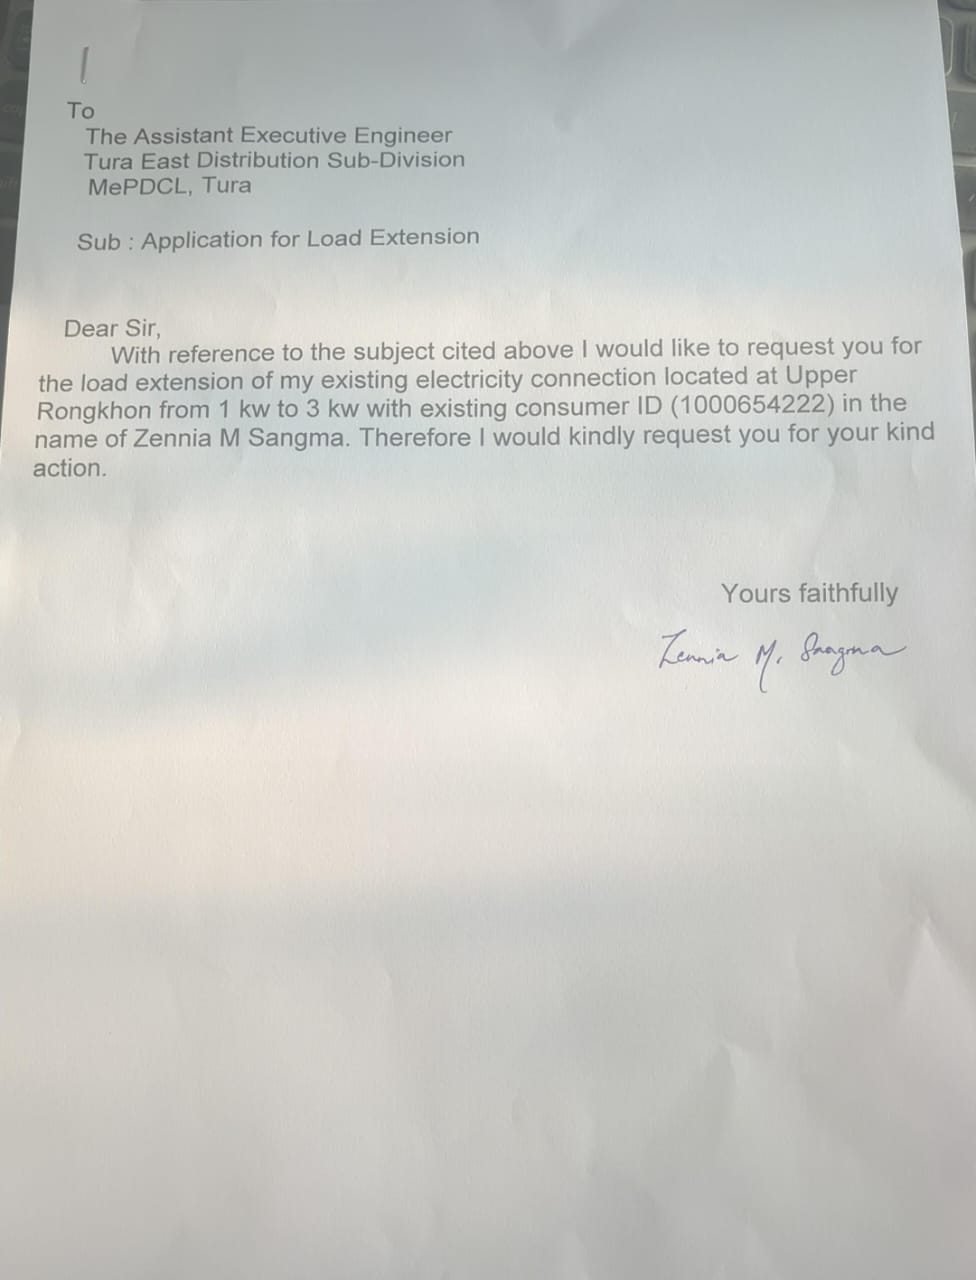 To
The Assistant Executive Engineer
Tura East Distribution Sub-Division
MePDCL, Tura
Sub : Application for Load Extension
Dear Sir,
With reference to the subject cited above I would like to request you for
the load extension of my existing electricity connection located at Upper
Rongkhon from 1 kw to 3 kw with existing consumer ID (1000654222) in the
name of Zennia M Sangma. Therefore I would kindly request you for your kind
action.
Yours faithfully
Zennia M. Sangma